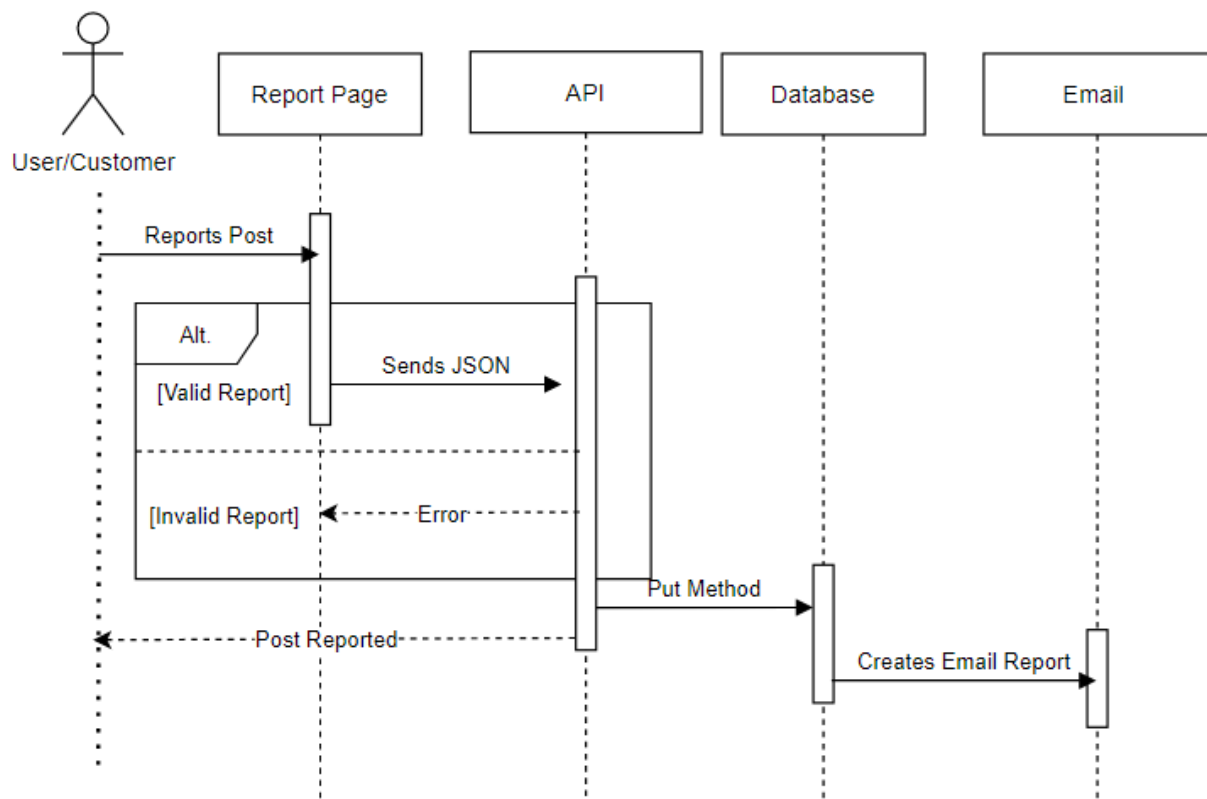 User/Customer
Report Page
API
Database
Email
Reports Post
Alt.
[Valid Report]
Sends JSON
[Invalid Report]
Error
Put Method
Post Reported
Creates Email Report